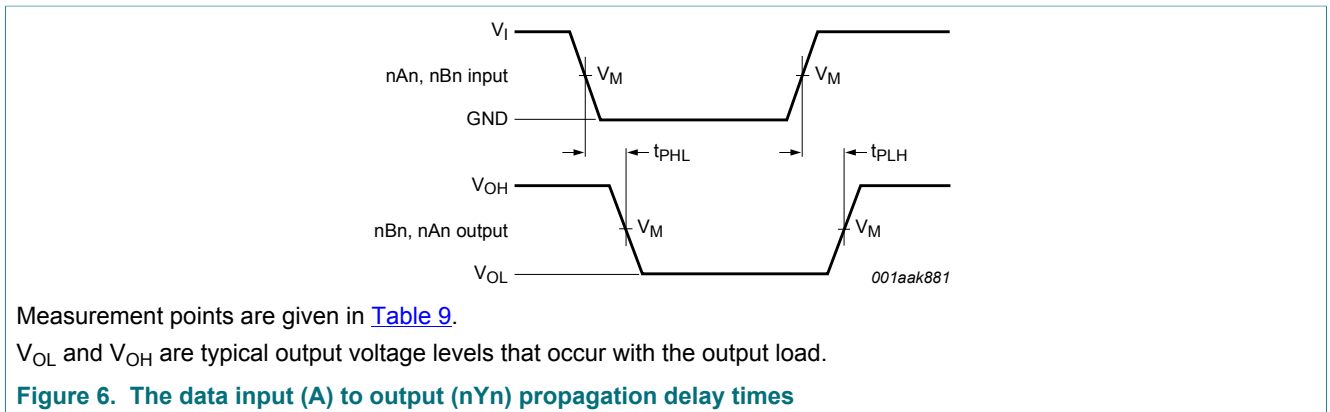 V_I
V_M V_M
nAn, nBn input
GND
t_PHL t_PLH
V_OH
V_M V_M
nBn, nAn output
V_OL
001aak881
Measurement points are given in Table 9.
V_OL and V_OH are typical output voltage levels that occur with the output load.
Figure 6. The data input (A) to output (nYn) propagation delay times